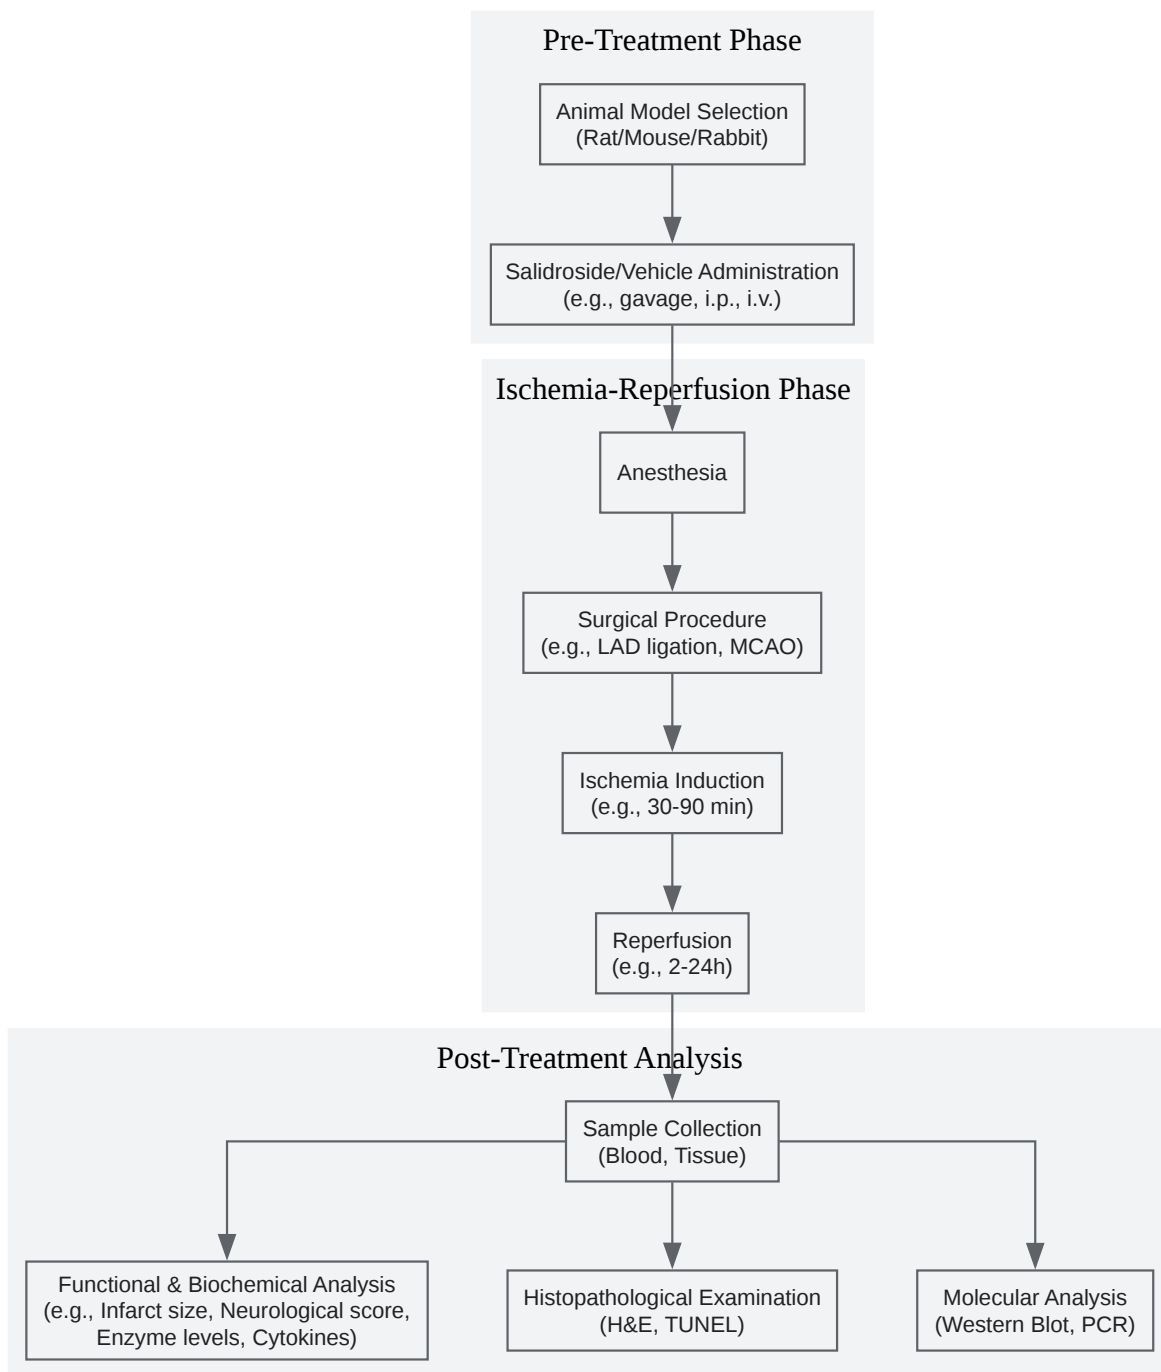 Pre-Treatment Phase
Animal Model Selection
(Rat/Mouse/Rabbit)
Salidroside/Vehicle Administration
(e.g., gavage, i.p., i.v.)
Ischemia-Reperfusion Phase
Anesthesia
Surgical Procedure
(e.g., LAD ligation, MCAO)
Ischemia Induction
(e.g., 30-90 min)
Reperfusion
(e.g., 2-24h)
Post-Treatment Analysis
Sample Collection
(Blood, Tissue)
Functional & Biochemical Analysis
(e.g., Infarct size, Neurological score,
Enzyme levels, Cytokines)
Histopathological Examination
(H&E, TUNEL)
Molecular Analysis
(Western Blot, PCR)